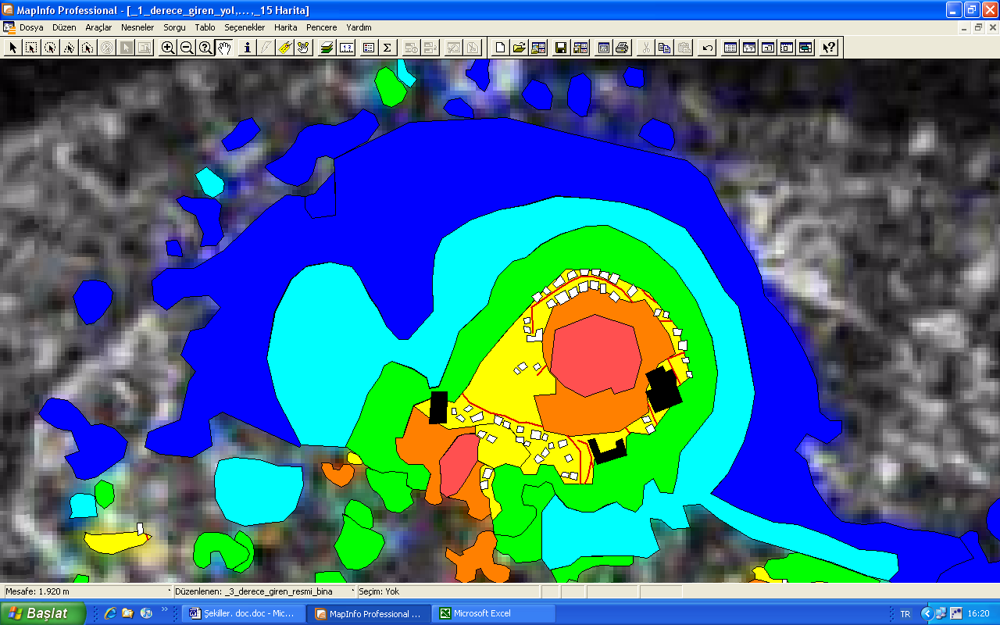 MapInfo Professional - [_1_derece_giren_yol,...,_15 Harita]
Dosya Düzen Araçlar Nesneler Sorgu Tablo Seçenekler Harita Pencere Yardım
Mesafe: 1.920 m Düzenlenen: _3_derece_giren_resmi_bina Seçim: Yok
Başlat Şekiller. doc.doc - Mic... MapInfo Professional ... Microsoft Excel TR 16:20